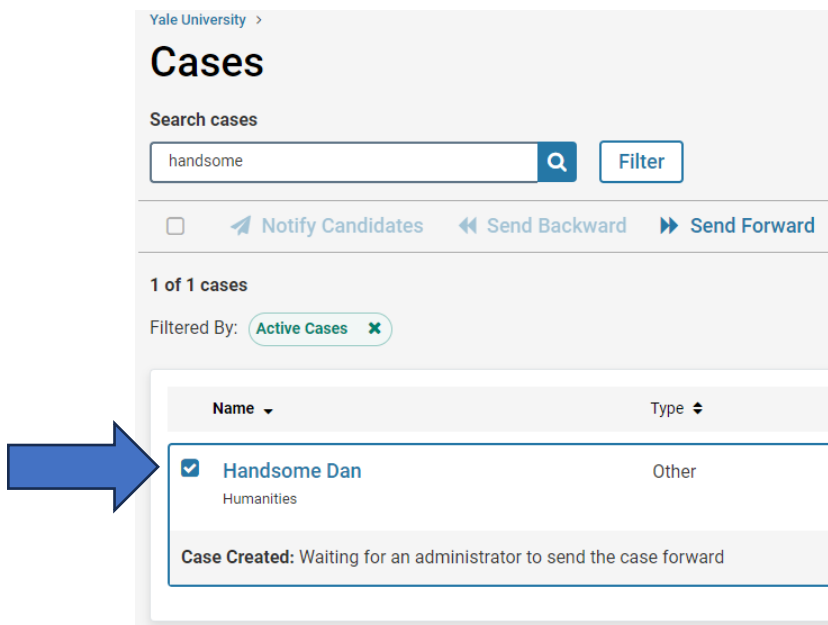 Yale University >
Cases
Search cases
handsome
Filter
Notify Candidates Send Backward Send Forward
1 of 1 cases
Filtered By: Active Cases
Name Type
Handsome Dan Other
Humanities
Case Created: Waiting for an administrator to send the case forward